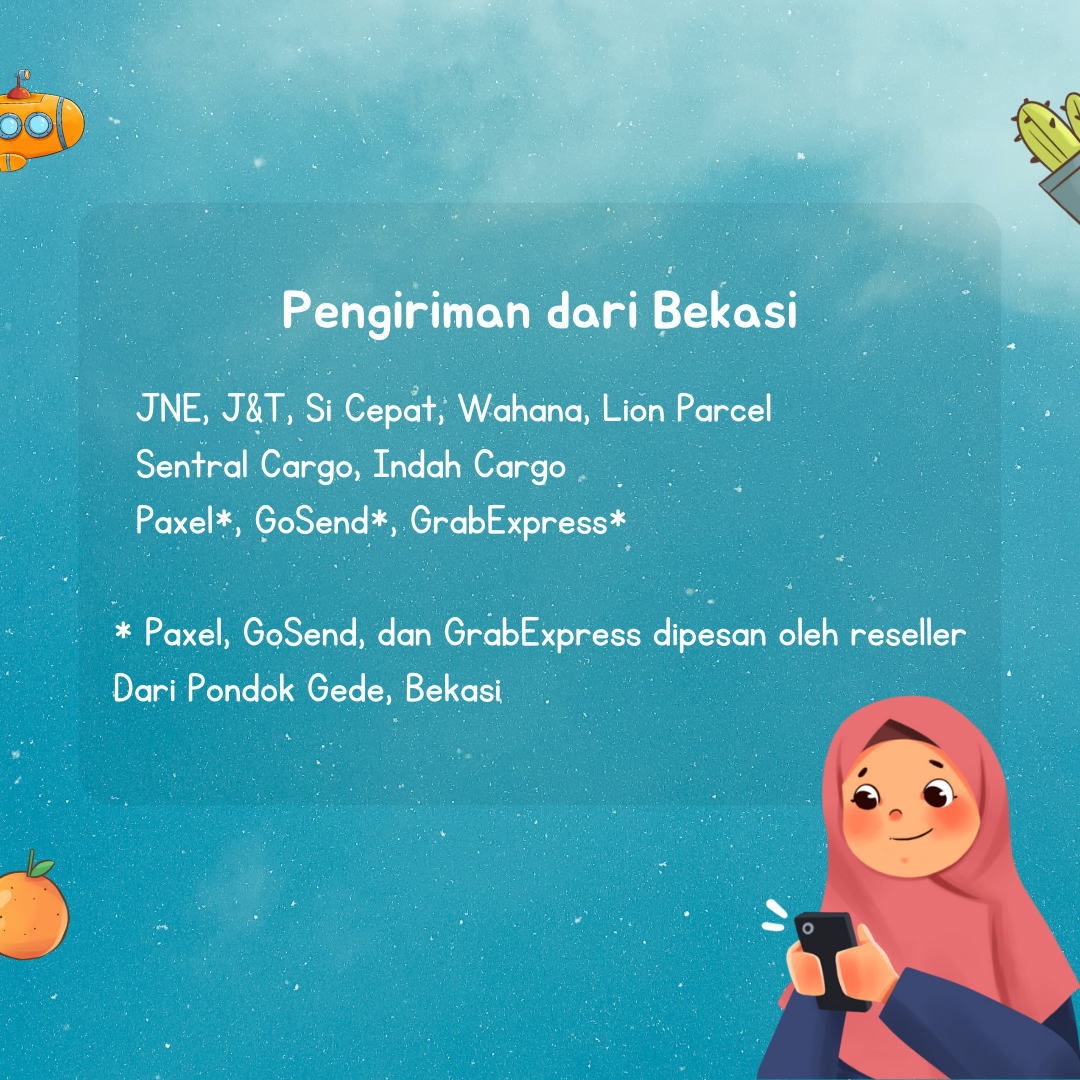 Pengiriman dari Bekasi
JNE, J&T, Si Cepat, Wahana, Lion Parcel
Sentral Cargo, Indah Cargo
Paxel*, GoSend*, GrabExpress*
* Paxel, GoSend, dan GrabExpress dipesan oleh reseller
Dari Pondok Gede, Bekasi